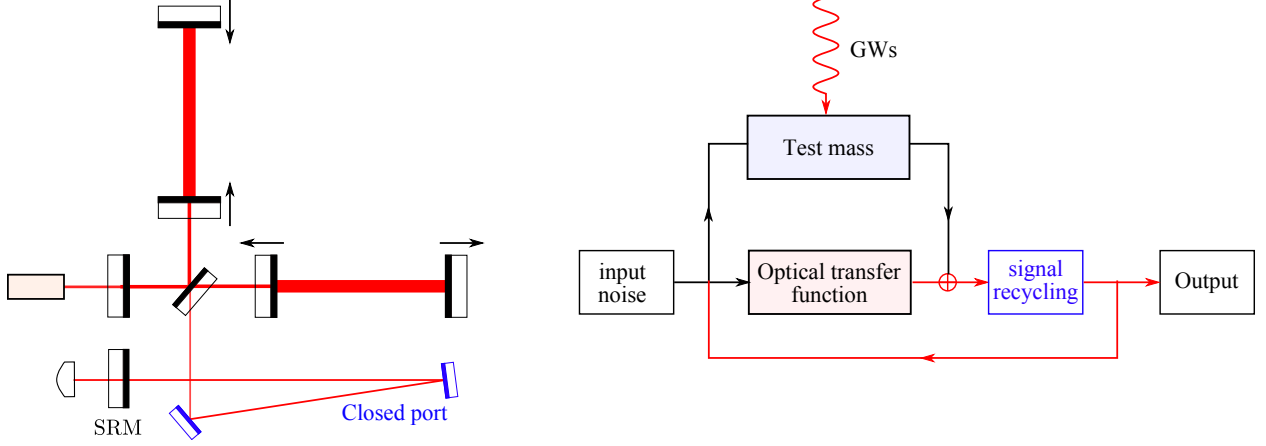 GWs
Test mass
input
noise
Optical transfer
function
signal
recycling
Output
Closed port
SRM